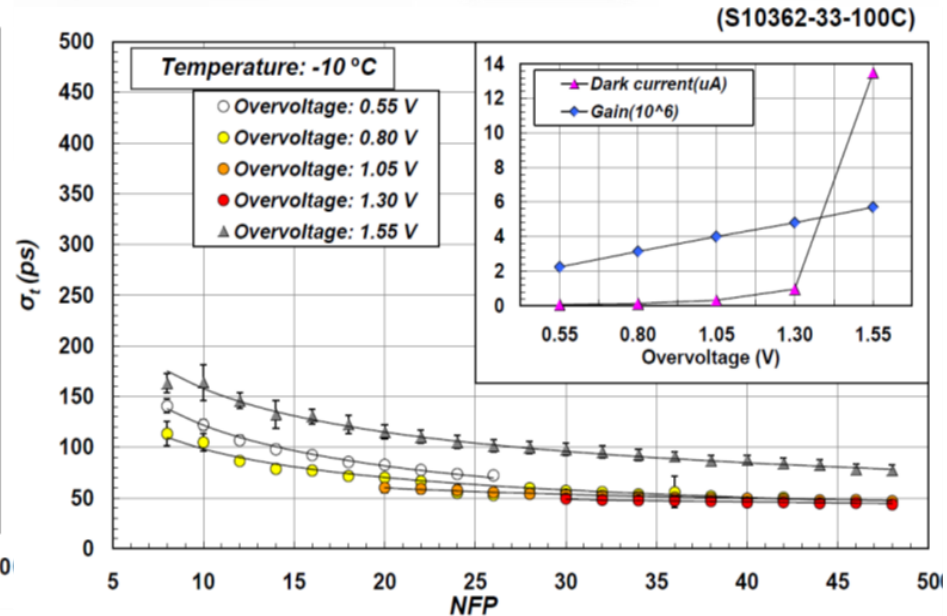 (S10362-33-100C)
Temperature: -10 °C
Overvoltage: 0.55 V
Overvoltage: 0.80 V
Overvoltage: 1.05 V
Overvoltage: 1.30 V
Overvoltage: 1.55 V
500
450
400
350
300
250
200
150
100
50
0
σt (ps)
5 10 15 20 25 30 35 40 45 500
NFP
Dark current(uA)
Gain(10^6)
14
12
10
8
6
4
2
0
0.55 0.80 1.05 1.30 1.55
Overvoltage (V)
00